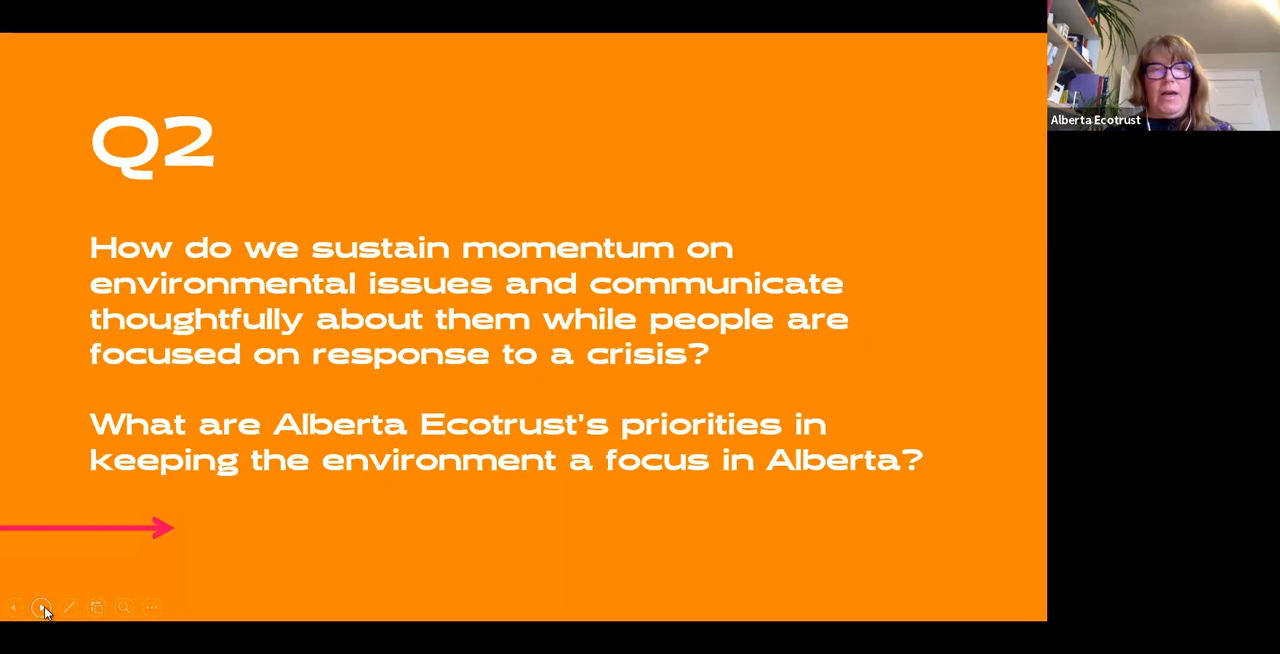 Q2
How do we sustain momentum on
environmental issues and communicate
thoughtfully about them while people are
focused on response to a crisis?
What are Alberta Ecotrust's priorities in
keeping the environment a focus in Alberta?
Alberta Ecotrust